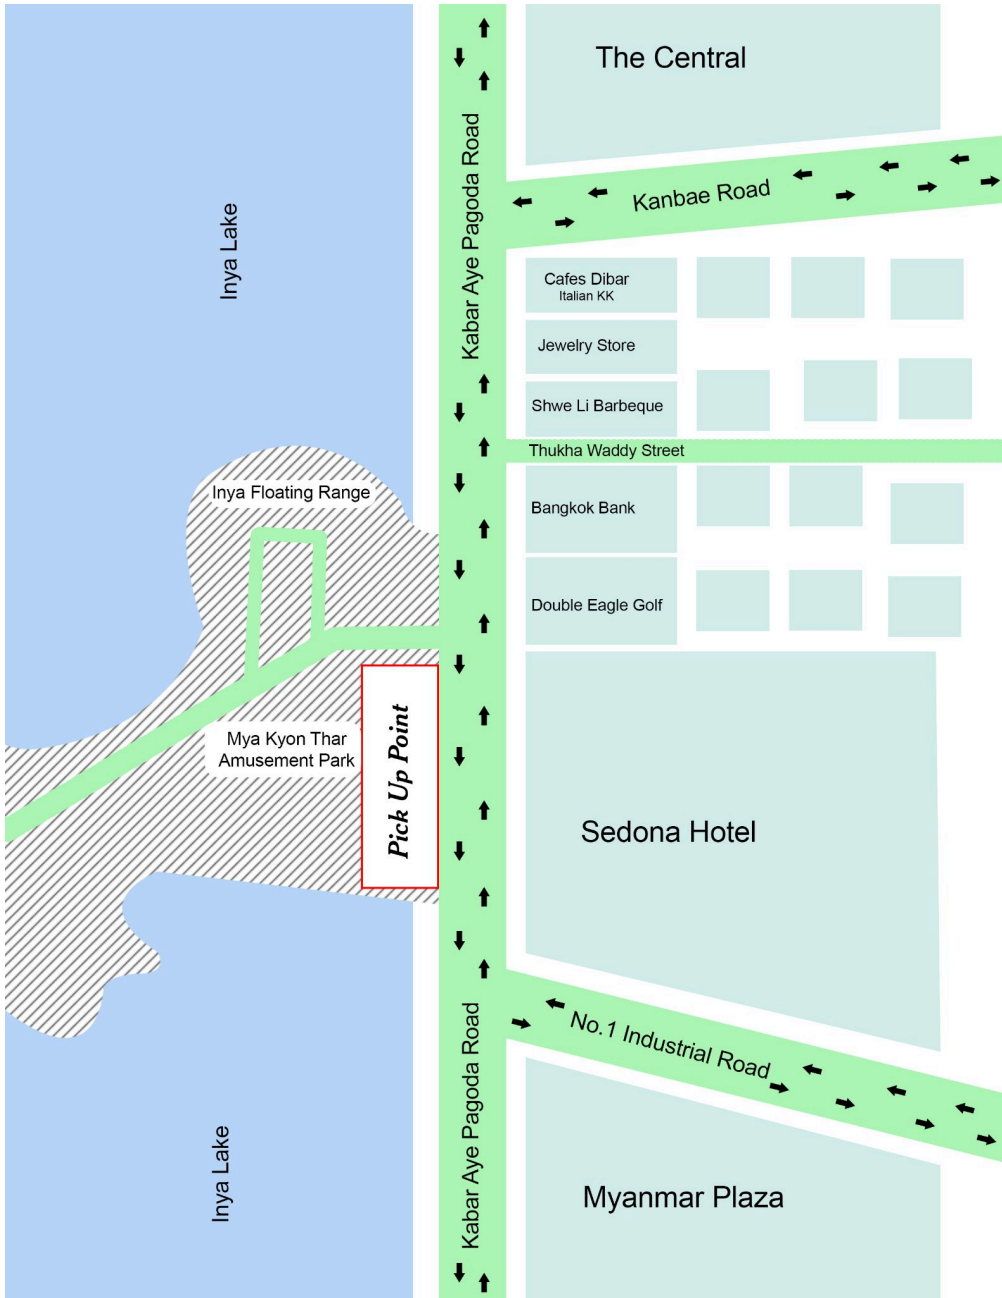 The Central
Kabar Aye Pagoda Road
Kanbae Road
Inya Lake
Cafes Dibar
Italian KK
Jewelry Store
Shwe Li Barbeque
Thukha Waddy Street
Inya Floating Range
Bangkok Bank
Double Eagle Golf
Mya Kyon Thar
Amusement Park
Pick Up Point
Sedona Hotel
No.1 Industrial Road
Kabar Aye Pagoda Road
Inya Lake
Myanmar Plaza